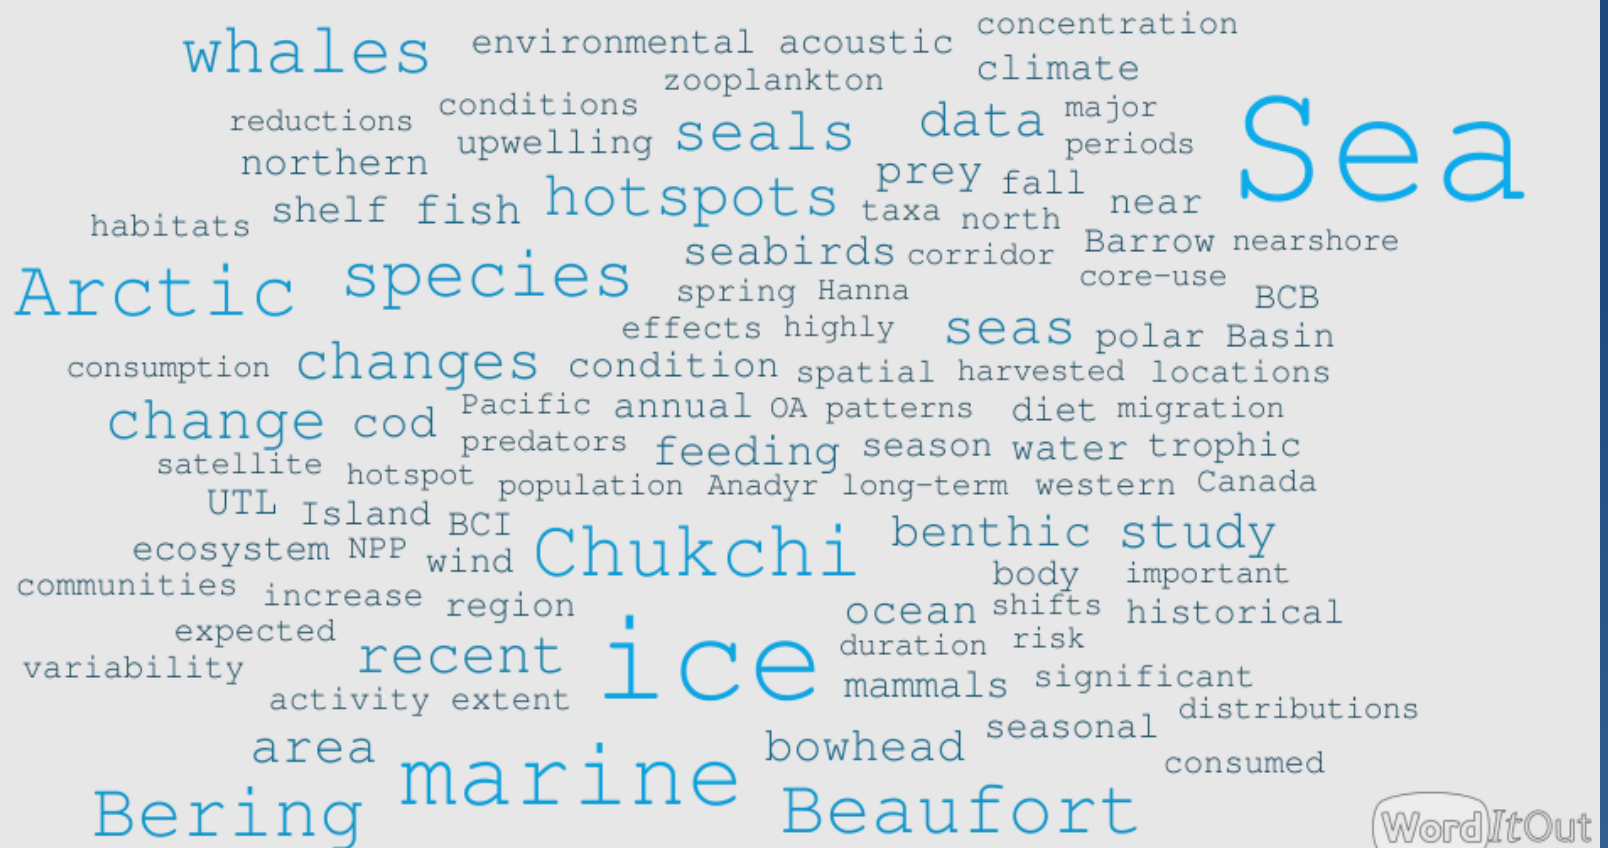 whales environmental acoustic concentration
zooplankton climate
reductions conditions upwelling seals data major periods Sea
northern prey fall near
habitats shelf fish hotspots taxa north
seabirds corridor Barrow nearshore
Arctic species spring Hanna core-use BCB
effects highly seas polar Basin
consumption changes condition spatial harvested locations
change cod Pacific annual OA patterns diet migration
predators feeding season water trophic
satellite hotspot population Anadyr long-term western Canada
UTL Island BCI Chukchi benthic study
ecosystem NPP wind body important
communities increase region ocean shifts historical
expected recent ice duration risk
variability mammals significant
activity extent distributions
area marine bowhead seasonal
consumed
Bering Beaufort
WordItOut